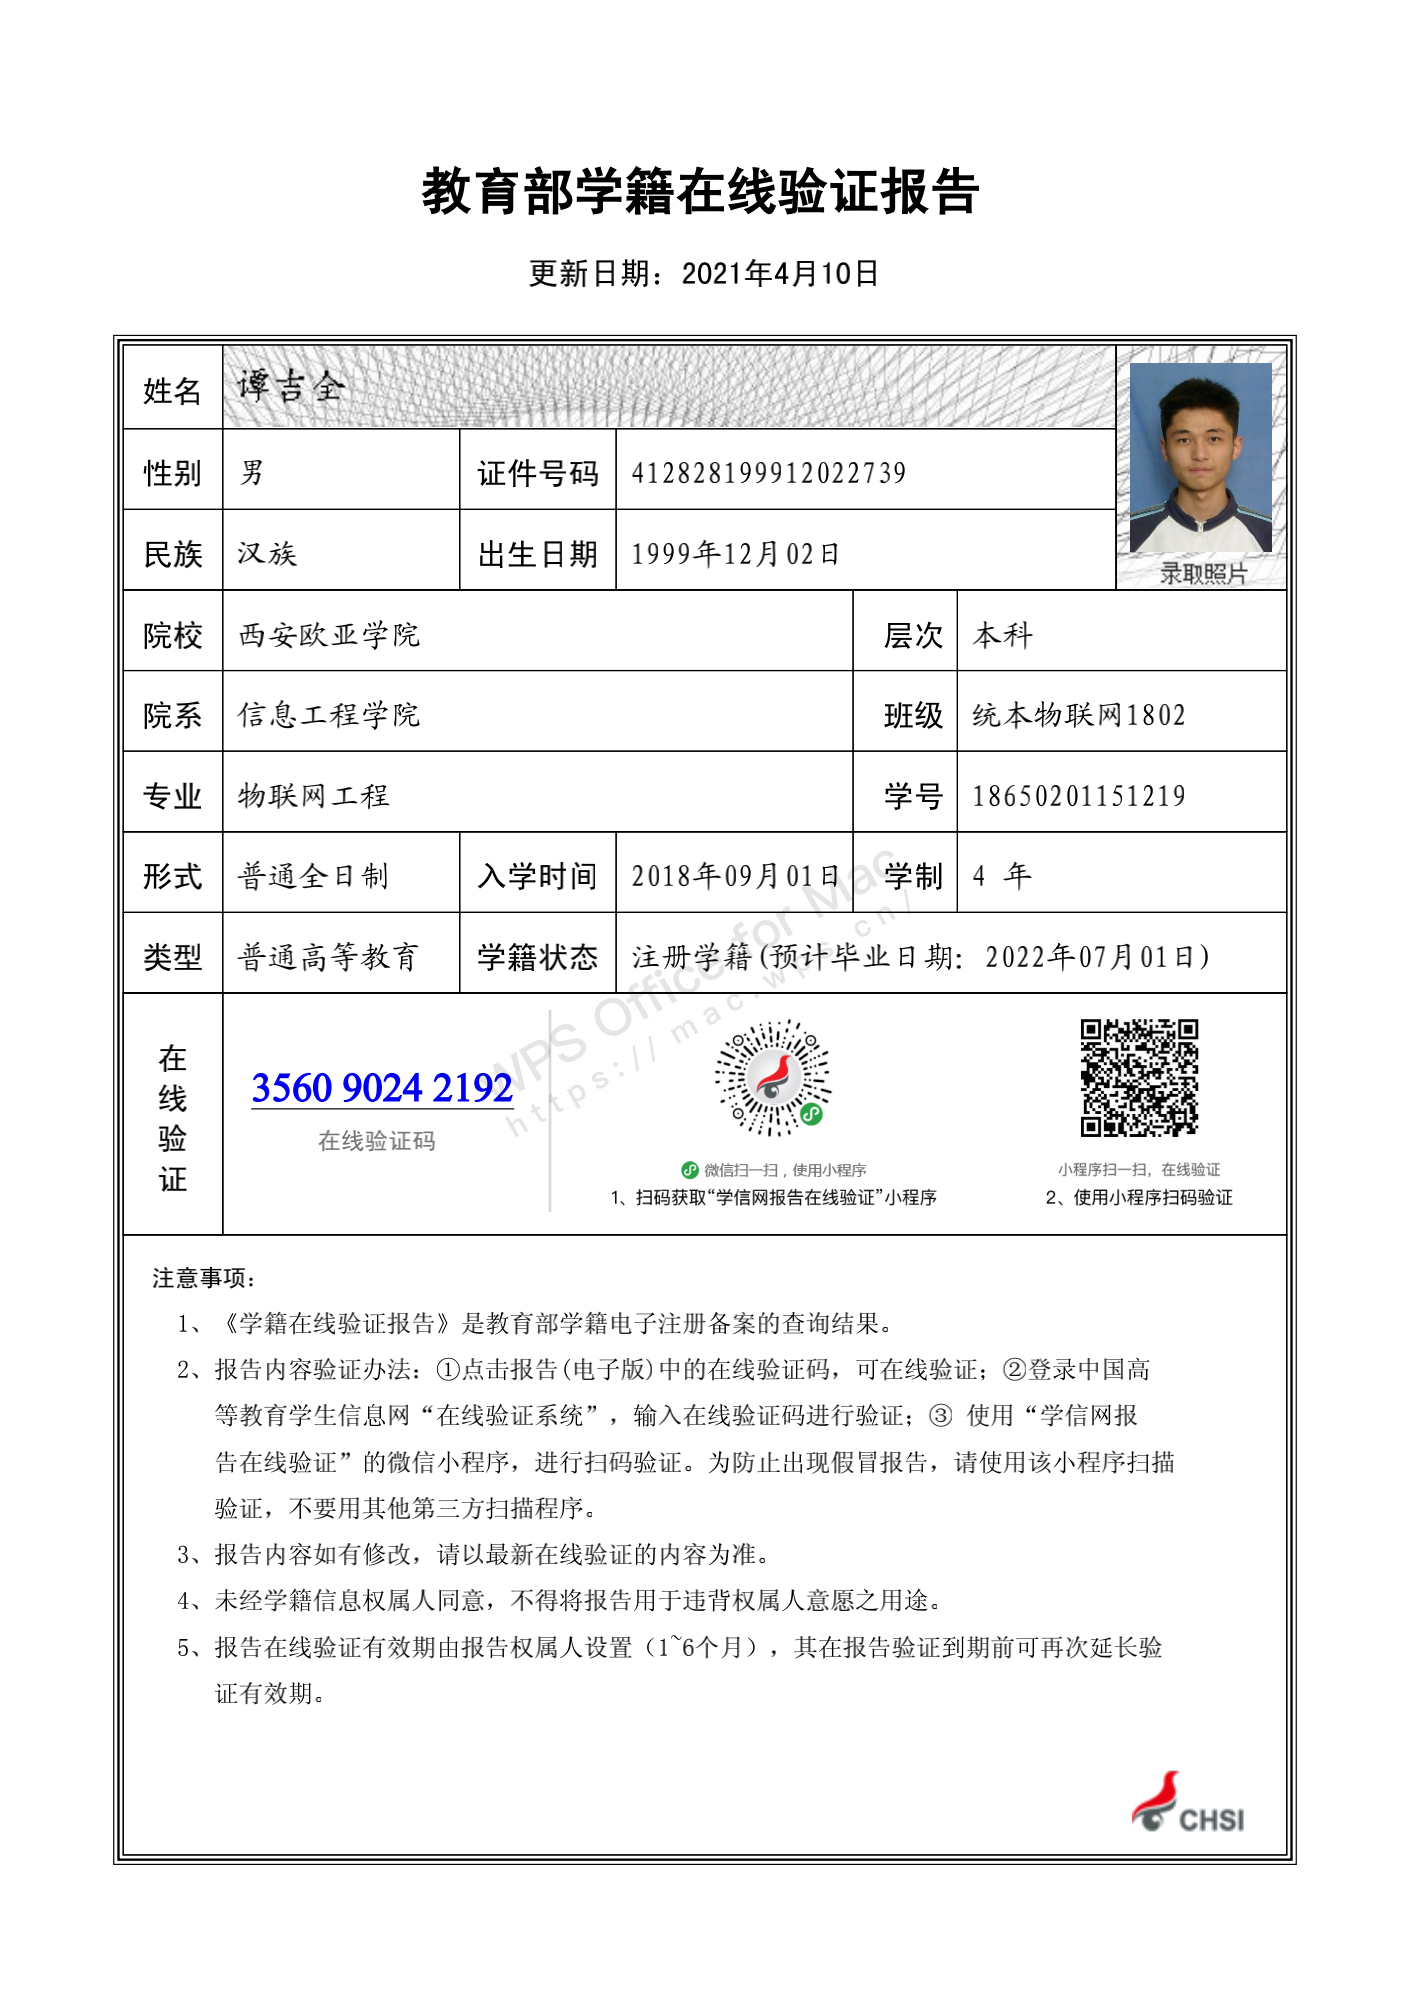 教育部学籍在线验证报告
更新日期：2021年4月10日
姓名 谭吉全
性别 男 证件号码 412828199912022739
民族 汉族 出生日期 1999年12月02日
录取照片
院校 西安欧亚学院 层次 本科
院系 信息工程学院 班级 统本物联网1802
专业 物联网工程 学号 18650201151219
形式 普通全日制 入学时间 2018年09月01日 学制 4 年
类型 普通高等教育 学籍状态 注册学籍(预计毕业日期：2022年07月01日)
WPS Office for Mac
https://mac.wps.cn/
在线验证
3560 9024 2192
在线验证码
微信扫一扫，使用小程序
1、扫码获取“学信网报告在线验证”小程序
小程序扫一扫，在线验证
2、使用小程序扫码验证
注意事项：
1、《学籍在线验证报告》是教育部学籍电子注册备案的查询结果。
2、报告内容验证办法：①点击报告(电子版)中的在线验证码，可在线验证；②登录中国高
等教育学生信息网“在线验证系统”，输入在线验证码进行验证；③ 使用“学信网报
告在线验证”的微信小程序，进行扫码验证。为防止出现假冒报告，请使用该小程序扫描
验证，不要用其他第三方扫描程序。
3、报告内容如有修改，请以最新在线验证的内容为准。
4、未经学籍信息权属人同意，不得将报告用于违背权属人意愿之用途。
5、报告在线验证有效期由报告权属人设置（1~6个月），其在报告验证到期前可再次延长验
证有效期。
CHSI